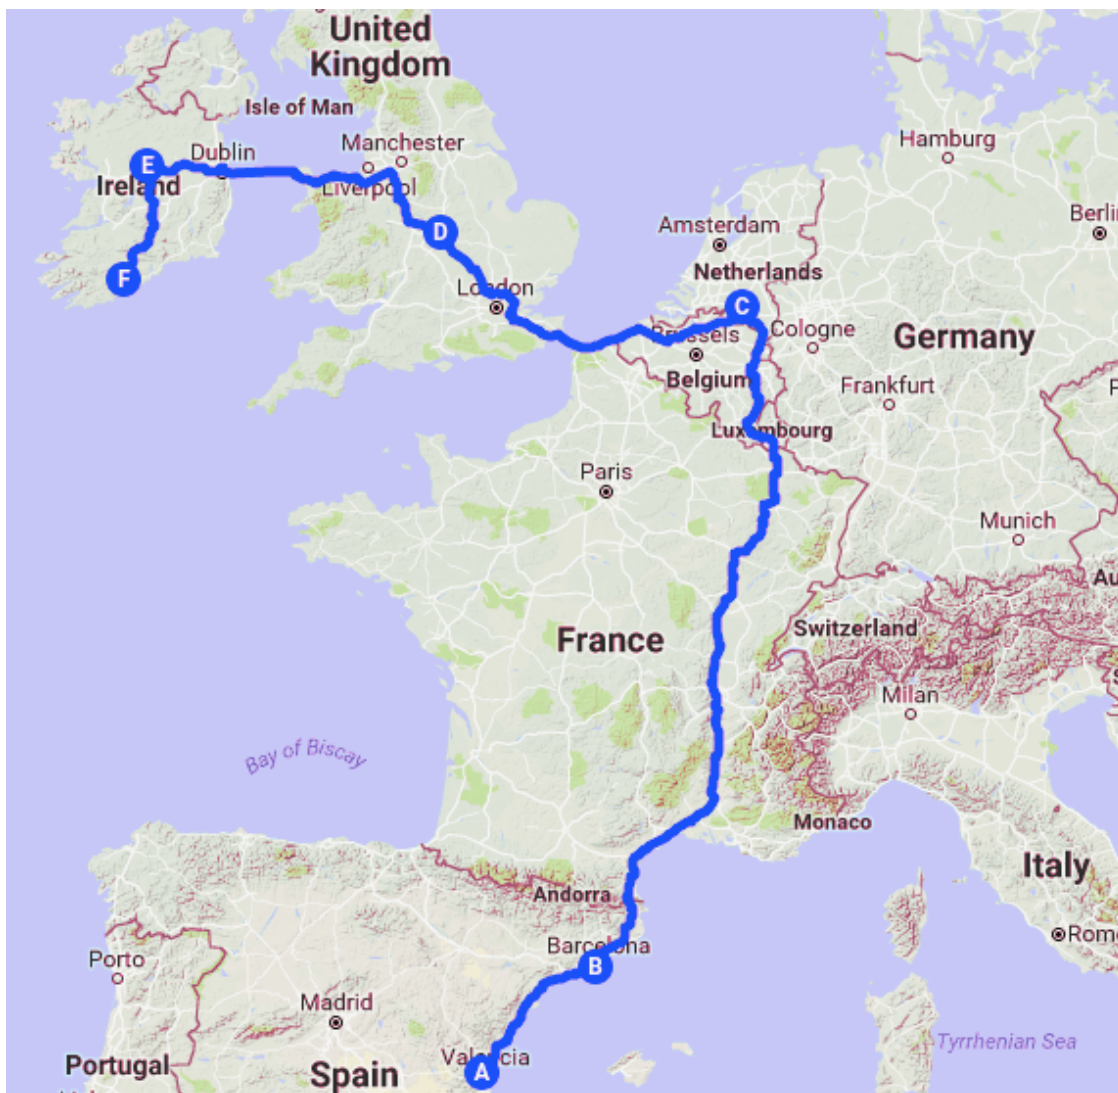 United
Kingdom
Isle of Man
Manchester
Dublin
Hamburg
E
Ireland
Liverpool
Amsterdam
Berlin
D
Netherlands
F
London
C
Cologne
Brussels
Germany
Belgium
Frankfurt
Luxembourg
Paris
Munich
Au
Switzerland
France
Milan
Bay of Biscay
Monaco
Italy
Andorra
Barcelona
Rome
Porto
B
Madrid
Tyrrhenian Sea
Valencia
Portugal
A
Spain